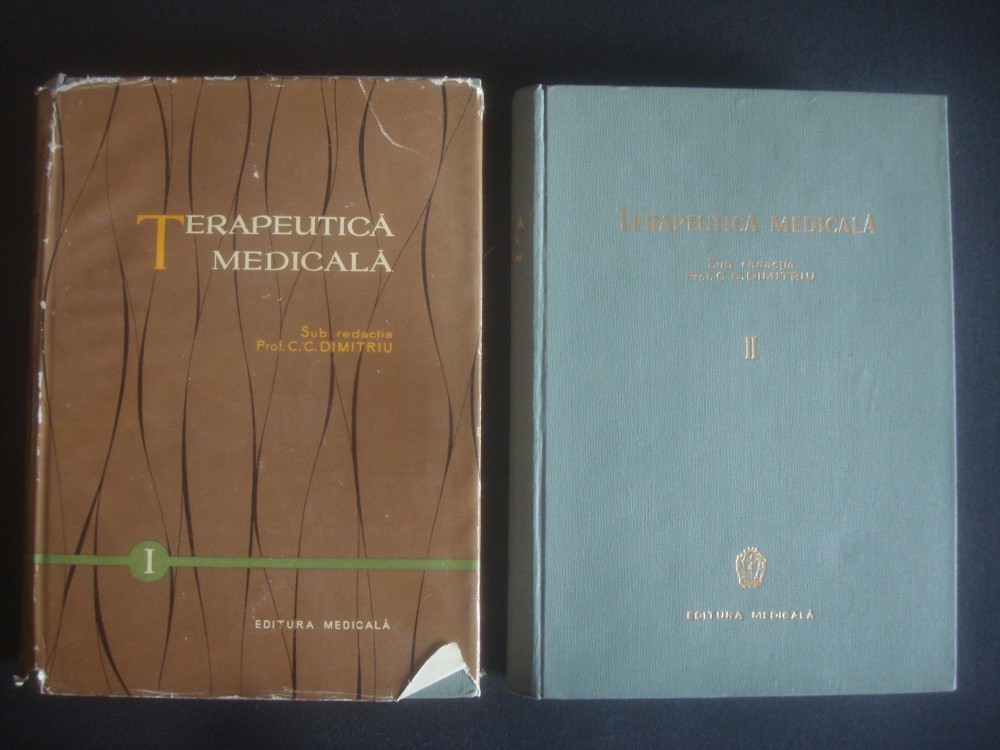 TERAPEUTICĂ
MEDICALĂ
Sub redacția
Prof. C. C. DIMITRIU
I
EDITURA MEDICALĂ
TERAPEUTICA MEDICALĂ
Sub redacția
Prof. C. C. DIMITRIU
II
EDITURA MEDICALĂ